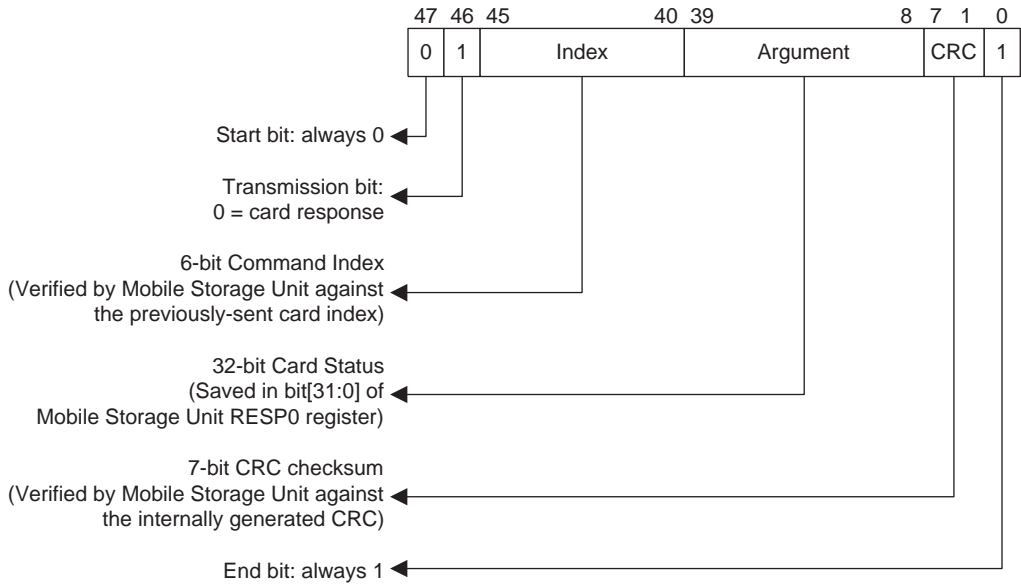 47 46 45 40 39 8 7 1 0
0 1 Index Argument CRC 1
Start bit: always 0
Transmission bit:
0 = card response
6-bit Command Index
(Verified by Mobile Storage Unit against
the previously-sent card index)
32-bit Card Status
(Saved in bit[31:0] of
Mobile Storage Unit RESP0 register)
7-bit CRC checksum
(Verified by Mobile Storage Unit against
the internally generated CRC)
End bit: always 1